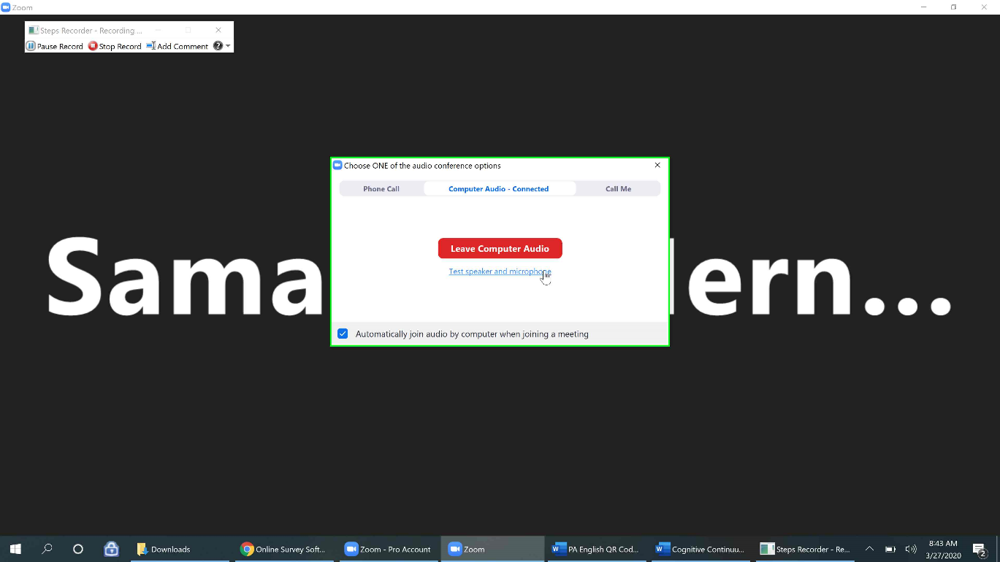 Zoom
Steps Recorder - Recording ...
Pause Record Stop Record Add Comment
Choose ONE of the audio conference options
Phone Call Computer Audio - Connected Call Me
Leave Computer Audio
Test speaker and microphone
Sama ern...
Automatically join audio by computer when joining a meeting
Downloads Online Survey Soft... Zoom - Pro Account Zoom PA English QR Cod... Cognitive Continuu... Steps Recorder - Re... 8:43 AM
3/27/2020 2